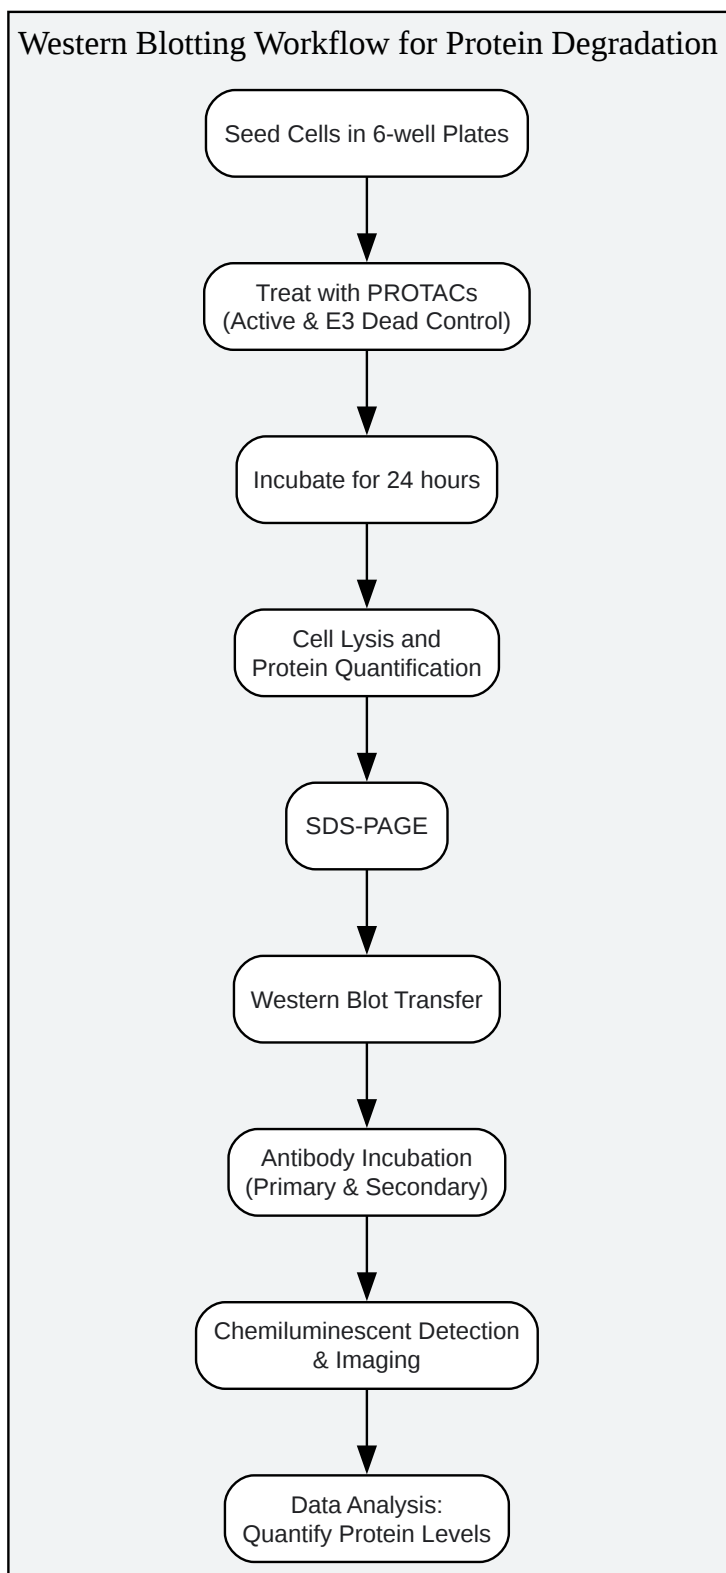 Western Blotting Workflow for Protein Degradation
Seed Cells in 6-well Plates
Treat with PROTACs
(Active & E3 Dead Control)
Incubate for 24 hours
Cell Lysis and
Protein Quantification
SDS-PAGE
Western Blot Transfer
Antibody Incubation
(Primary & Secondary)
Chemiluminescent Detection
& Imaging
Data Analysis:
Quantify Protein Levels